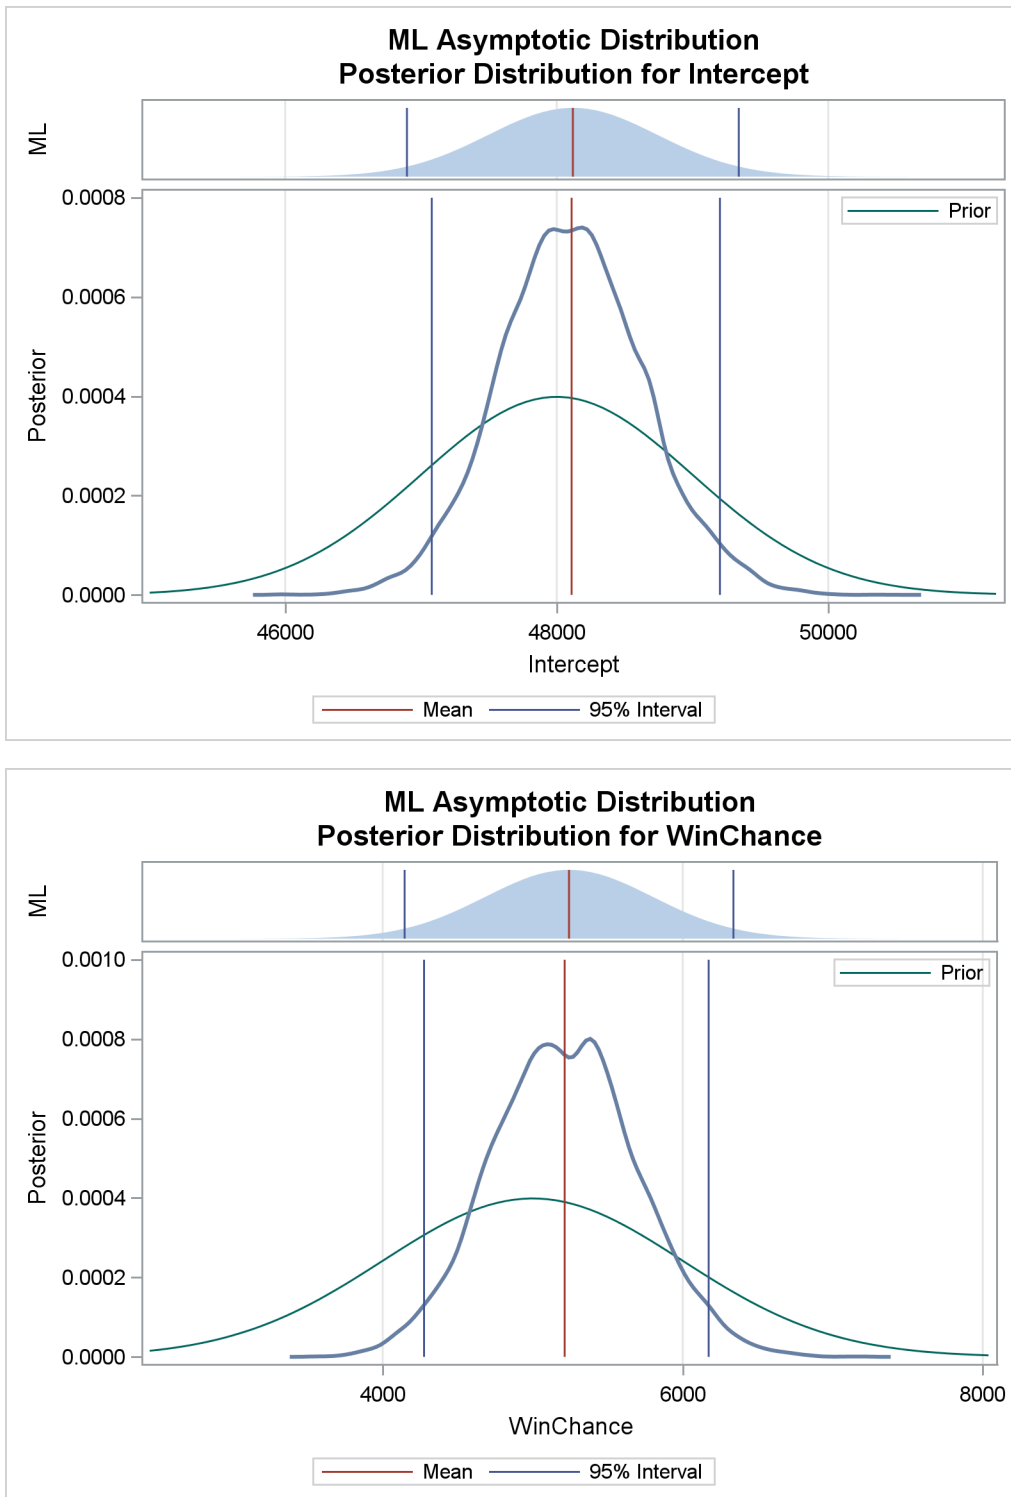 ML Asymptotic Distribution
Posterior Distribution for Intercept
ML
Posterior
0.0008
0.0006
0.0004
0.0002
0.0000
Prior
46000 48000 50000
Intercept
Mean 95% Interval
ML Asymptotic Distribution
Posterior Distribution for WinChance
ML
Posterior
0.0010
0.0008
0.0006
0.0004
0.0002
0.0000
Prior
4000 6000 8000
WinChance
Mean 95% Interval